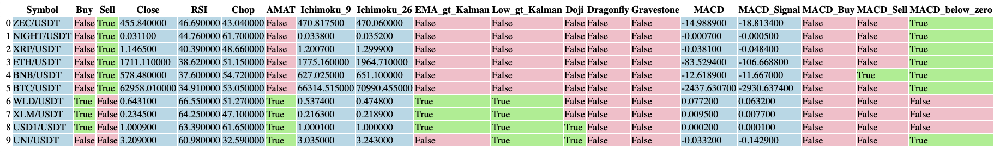 Symbol Buy Sell Close RSI Chop AMAT Ichimoku_9 Ichimoku_26 EMA_gt_Kalman Low_gt_Kalman Doji Dragonfly Gravestone MACD MACD_Signal MACD_Buy MACD_Sell MACD_below_zero
0 ZEC/USDT False True 455.840000 46.690000 43.040000 False 470.817500 470.060000 False False False False False -14.988900 -18.813400 False False True
1 NIGHT/USDT False True 0.031100 44.760000 61.700000 False 0.033800 0.035200 False False False False False -0.000700 -0.000500 False False True
2 XRP/USDT False True 1.146500 40.390000 48.660000 False 1.200700 1.299900 False False False False False -0.038100 -0.048400 False False True
3 ETH/USDT False True 1711.110000 38.620000 51.150000 False 1775.160000 1964.710000 False False False False False -83.529400 -106.668800 False False True
4 BNB/USDT False True 578.480000 37.600000 54.720000 False 627.025000 651.100000 False False False False False -12.618900 -11.667000 False True True
5 BTC/USDT False True 62958.010000 34.910000 53.050000 False 66314.515000 70990.455000 False False False False False -2437.630700 -2930.637400 False False True
6 WLD/USDT True False 0.643100 66.550000 51.270000 True 0.537400 0.474800 True True False False False 0.077200 0.063200 False False False
7 XLM/USDT True False 0.234500 64.250000 47.100000 True 0.216300 0.218900 True True False False False 0.009500 0.007700 False False False
8 USD1/USDT True False 1.000900 63.390000 61.650000 True 1.000100 1.000000 True True True False False 0.000200 0.000100 False False False
9 UNI/USDT False False 3.209000 60.980000 32.590000 True 3.035000 3.243000 False True True False False -0.033200 -0.142900 False False True